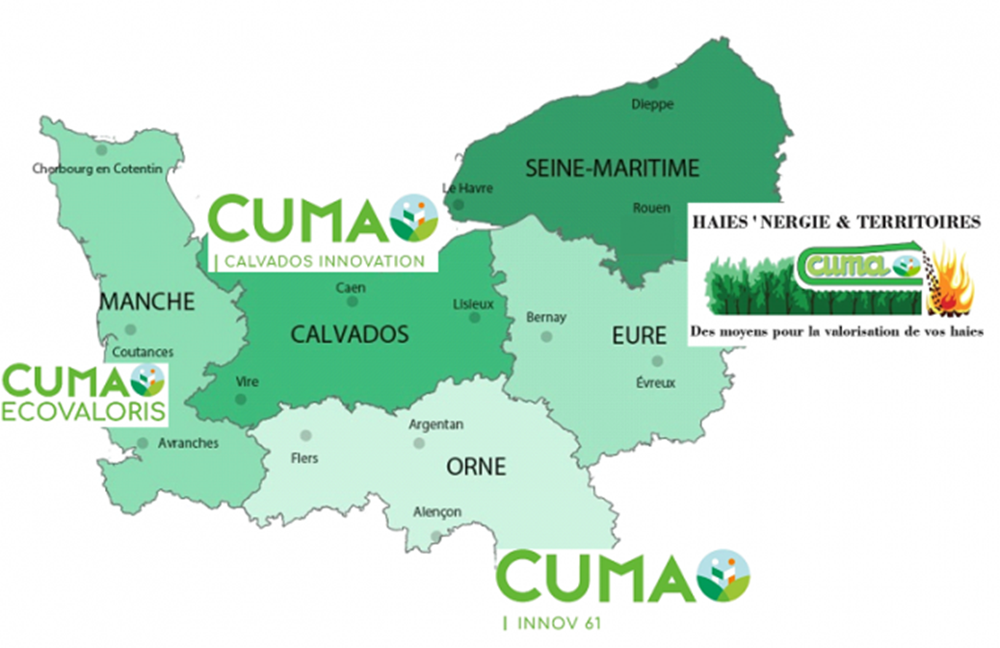 Dieppe
SEINE-MARITIME
Cherbourg en Cotentin
Le Havre
Rouen
CUMA
| CALVADOS INNOVATION
HAIES'NERGIE & TERRITOIRES
cuma
Des moyens pour la valorisation de vos haies
MANCHE
Coutances
Caen
Lisieux
CALVADOS
Bernay
EURE
Évreux
Vire
CUMA
ECOVALORIS
Avranches
Flers
Argentan
ORNE
Alençon
CUMA
| INNOV 61